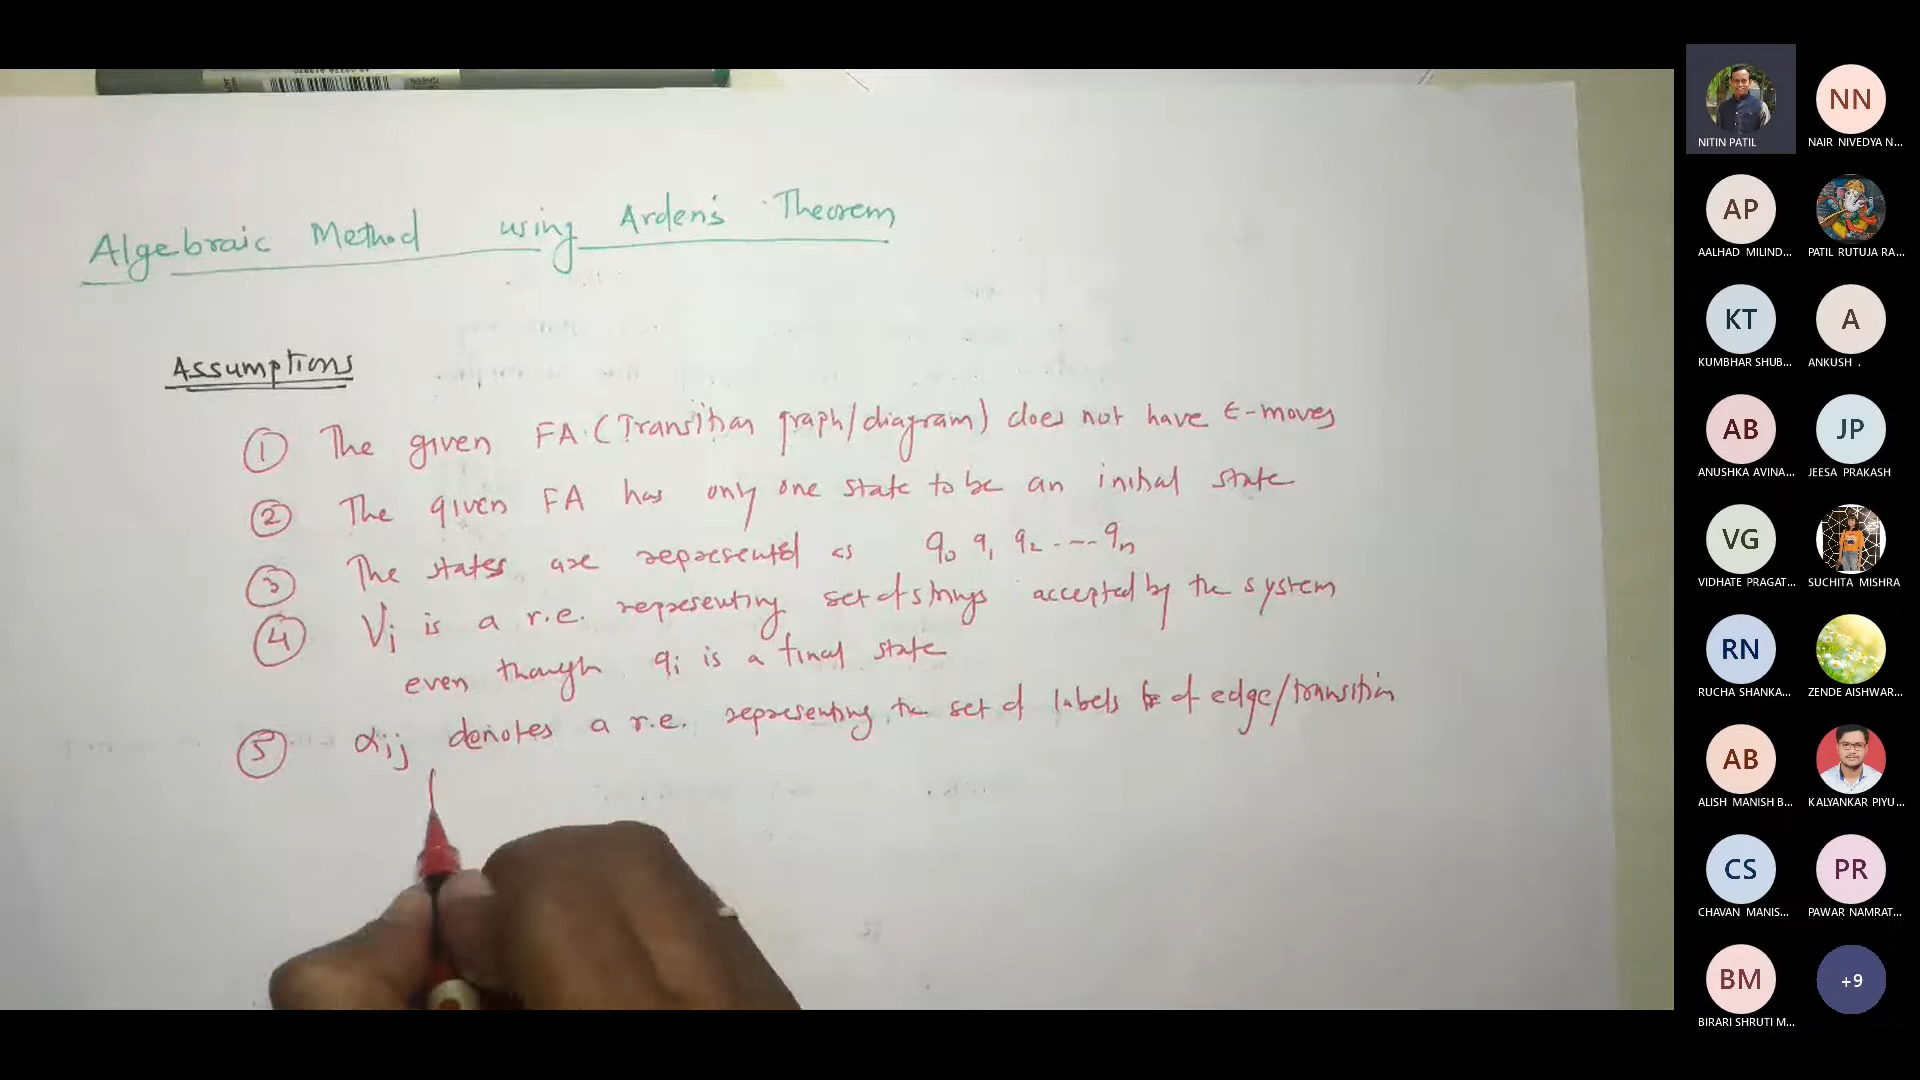 Algebraic Method using Arden's Theorem
Assumptions
① The given FA (Transition graph/diagram) does not have ε-moves
② The given FA has only one state to be an initial state
③ The states are represented as q₀ q₁ q₂ ---- qₙ
④ Vi is a r.e. representing set of strings accepted by the system
even though qi is a final state
⑤ αij denotes a r.e. representing the set of labels of edge/transition
NITIN PATIL
NN
NAIR NIVEDYA N...
AP
AALHAD MILIND...
PATIL RUTUJA RA...
KT
KUMBHAR SHUB...
A
ANKUSH .
AB
ANUSHKA AVINA...
JP
JEESA PRAKASH
VG
VIDHATE PRAGAT...
SUCHITA MISHRA
RN
RUCHA SHANKA...
ZENDE AISHWAR...
AB
ALISH MANISH B...
KALYANKAR PIYU...
CS
CHAVAN MANIS...
PR
PAWAR NAMRAT...
BM
BIRARI SHRUTI M...
+9